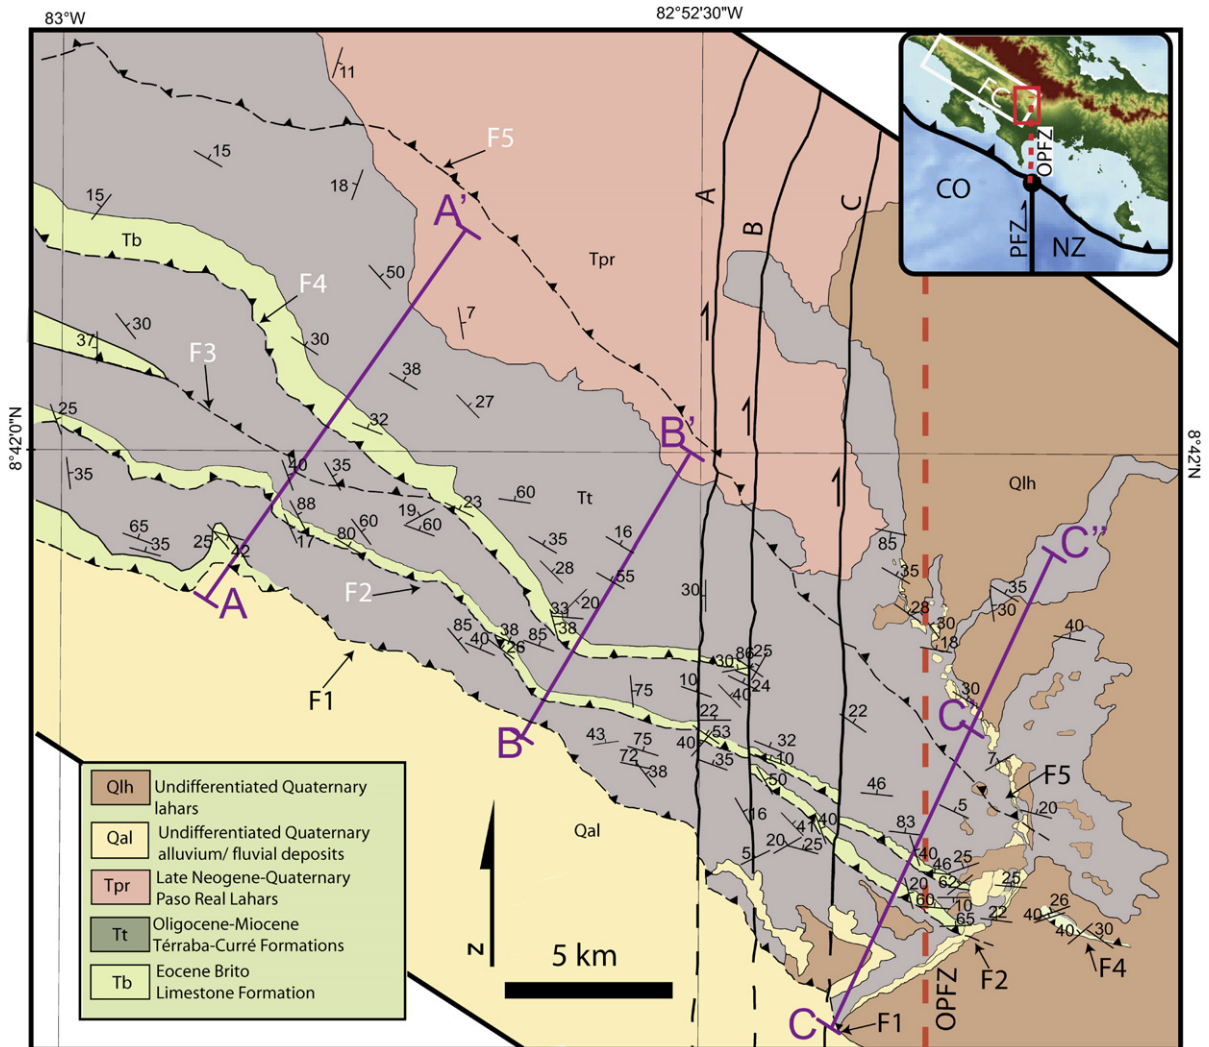 83°W
82°52'30"W
11
F5
15
18
A'
15
Tb
50
Tpr
A
B
C
F4
7
30
30
37
F3
38
27
32
25
B'
8°42'0"N
8°42'N
40
35
35
23
60
Tt
Qlh
88
19
60
60
65
35
17
80
25
42
16
35
85
C''
35
28
55
A
F2
20
30
35
30
28
33
38
30
40
85
38
85
40
26
18
F1
30
86
25
10
24
75
40
30
C
22
22
B
43
75
40
53
32
72
38
35
10
50
7
F5
46
5
20
16
Qal
41
40
83
20
25
40
46
25
5
20
62
25
60
10
65
22
26
40
40
30
F2
F4
OPFZ
C
F1
Qlh
Undifferentiated Quaternary
lahars
Qal
Undifferentiated Quaternary
alluvium/ fluvial deposits
Tpr
Late Neogene-Quaternary
Paso Real Lahars
Tt
Oligocene-Miocene
Térraba-Curré Formations
Tb
Eocene Brito
Limestone Formation
N
5 km
FC
OPFZ
CO
PFZ
NZ